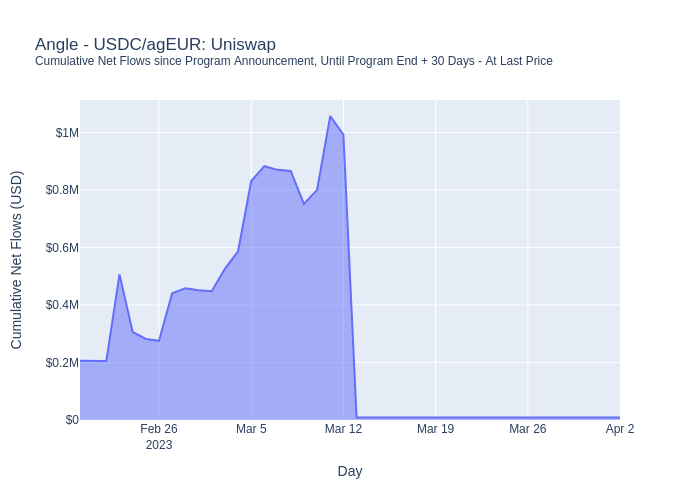 Angle - USDC/agEUR: Uniswap
Cumulative Net Flows since Program Announcement, Until Program End + 30 Days - At Last Price
Cumulative Net Flows (USD)
$1M
$0.8M
$0.6M
$0.4M
$0.2M
$0
Feb 26
2023
Mar 5
Mar 12
Mar 19
Mar 26
Apr 2
Day